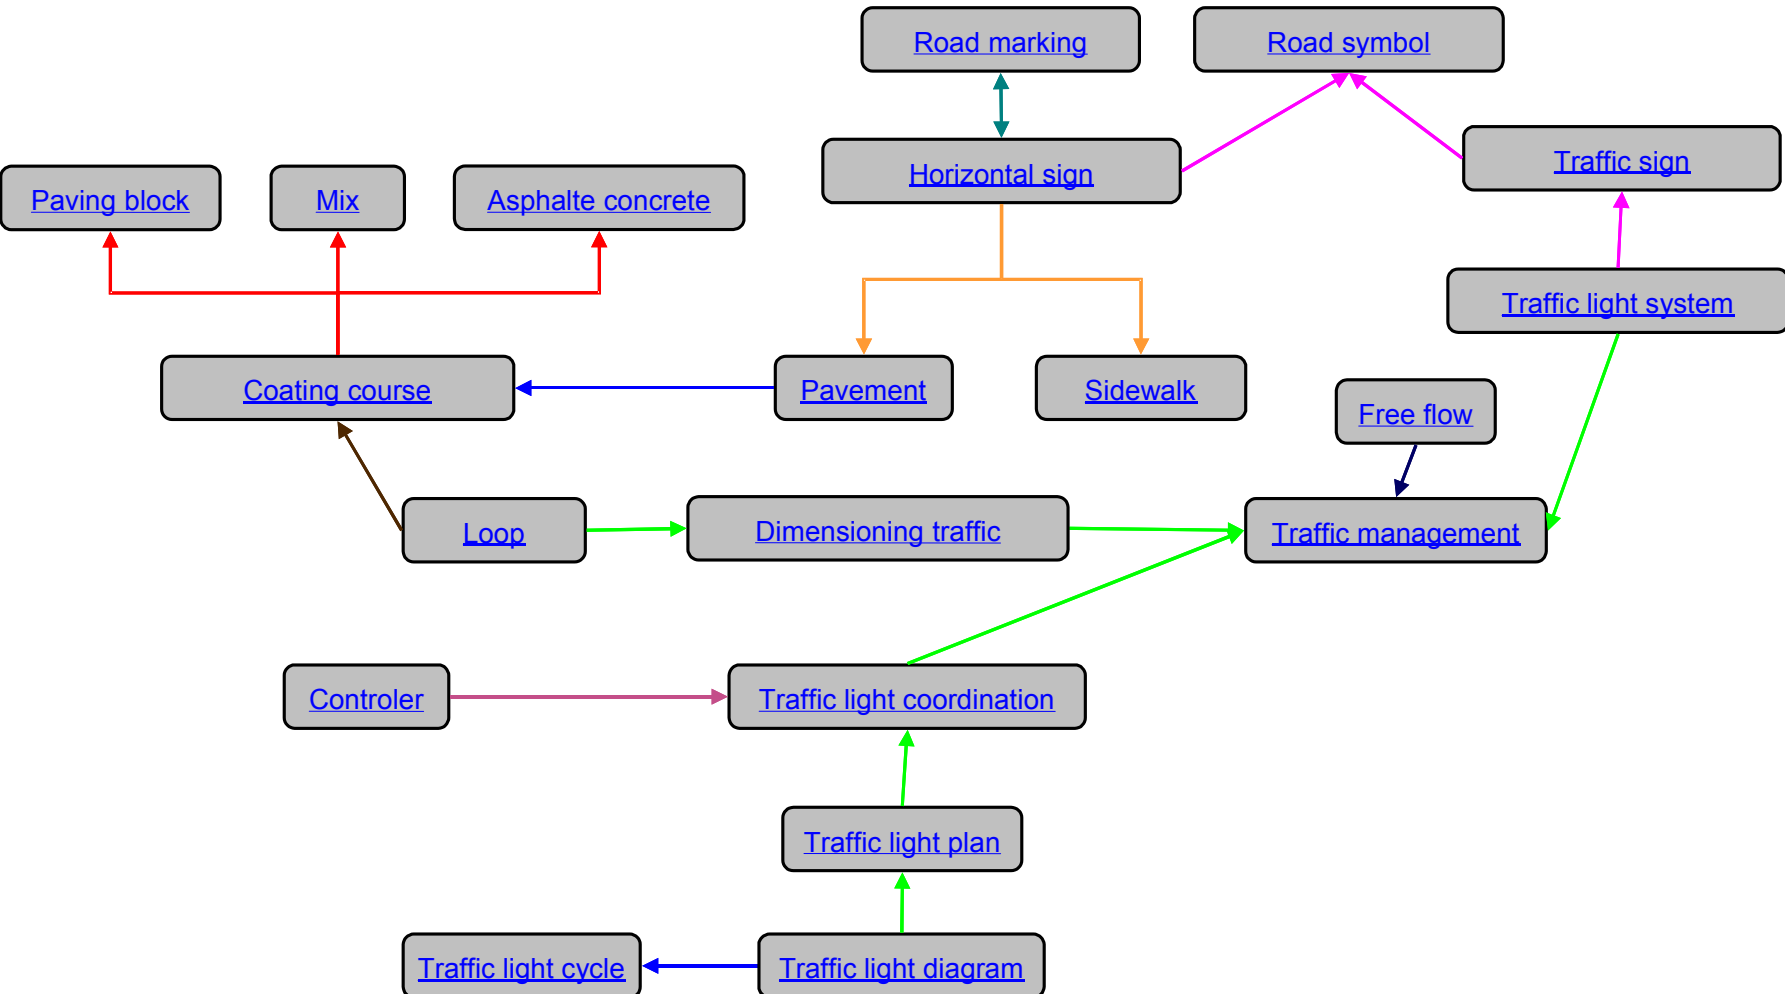 Road marking
Road symbol
Traffic sign
Horizontal sign
Paving block
Mix
Asphalte concrete
Traffic light system
Coating course
Pavement
Sidewalk
Free flow
Loop
Dimensioning traffic
Traffic management
Controler
Traffic light coordination
Traffic light plan
Traffic light cycle
Traffic light diagram